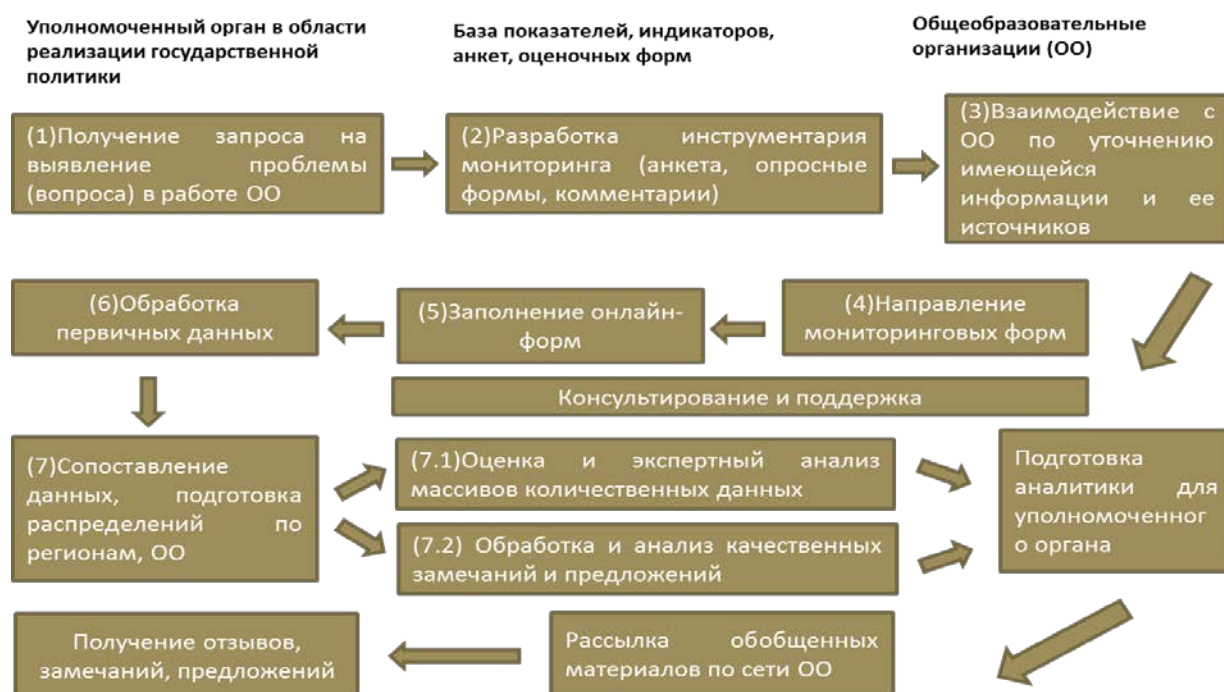 Уполномоченный орган в области
реализации государственной
политики
База показателей, индикаторов,
анкет, оценочных форм
Общеобразовательные
организации (ОО)
(1)Получение запроса на
выявление проблемы
(вопроса) в работе ОО
(2)Разработка инструментария
мониторинга (анкета, опросные
формы, комментарии)
(3)Взаимодействие с
ОО по уточнению
имеющейся
информации и ее
источников
(6)Обработка
первичных данных
(5)Заполнение онлайн-
форм
(4)Направление
мониторинговых форм
Консультирование и поддержка
(7)Сопоставление
данных, подготовка
распределений по
регионам, ОО
(7.1)Оценка и экспертный анализ
массивов количественных данных
(7.2) Обработка и анализ качественных
замечаний и предложений
Подготовка
аналитики для
уполномоченног
о органа
Получение отзывов,
замечаний, предложений
Рассылка обобщенных
материалов по сети ОО